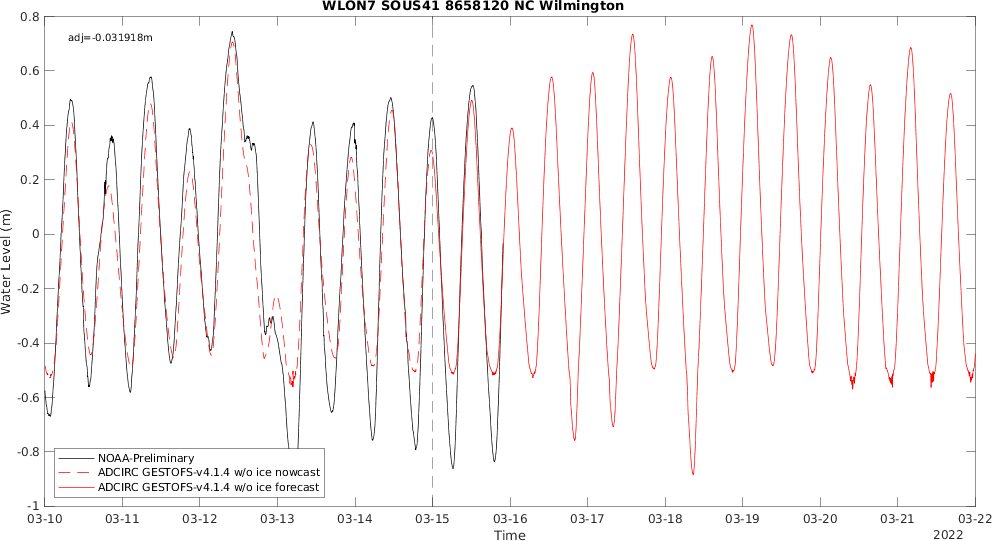 WLON7 SOUS41 8658120 NC Wilmington
adj=-0.031918m
0.8
0.6
0.4
0.2
0
-0.2
-0.4
-0.6
-0.8
-1
Water Level (m)
NOAA-Preliminary
ADCIRC GESTOFS-v4.1.4 w/o ice nowcast
ADCIRC GESTOFS-v4.1.4 w/o ice forecast
03-10 03-11 03-12 03-13 03-14 03-15 03-16 03-17 03-18 03-19 03-20 03-21 03-22
Time
2022